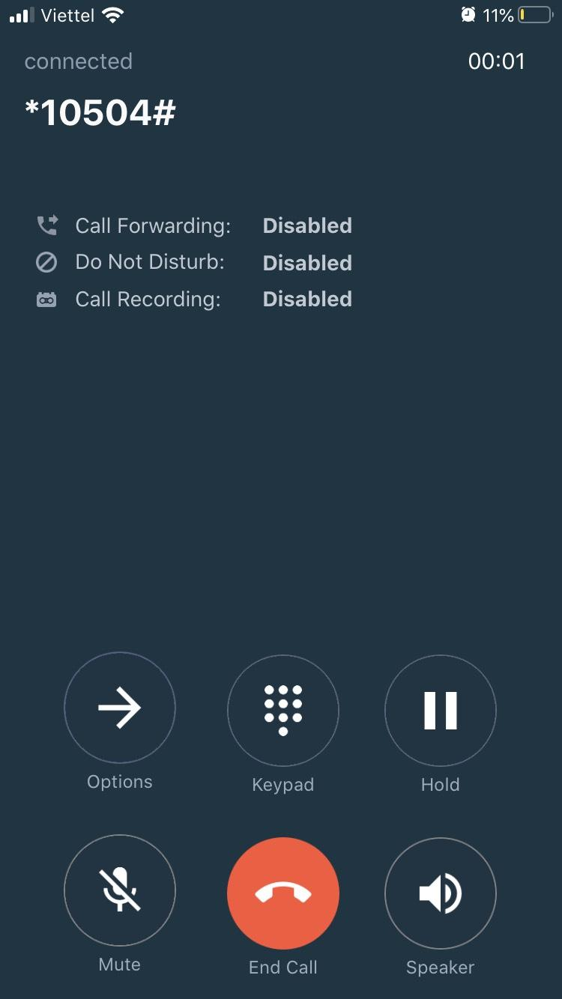 Viettel 11%
connected 00:01
*10504#
Call Forwarding: Disabled
Do Not Disturb: Disabled
Call Recording: Disabled
Options Keypad Hold
Mute End Call Speaker